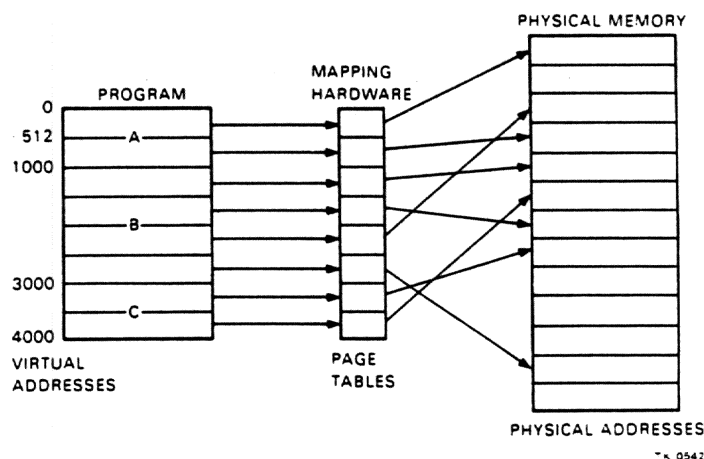 PHYSICAL MEMORY
MAPPING
HARDWARE
PROGRAM
0
512
1000
3000
4000
A
B
C
VIRTUAL
ADDRESSES
PAGE
TABLES
PHYSICAL ADDRESSES
TK 0542